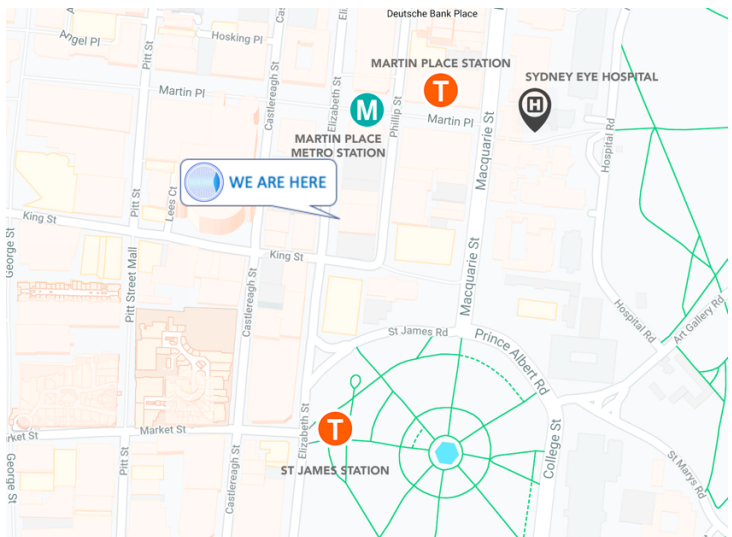 Deutsche Bank Place
Angel Pl
Hosking Pl
Pitt St
Castlereagh St
Elizabeth St
MARTIN PLACE STATION
T
SYDNEY EYE HOSPITAL
H
Martin Pl
M
Phillip St
Martin Pl
MARTIN PLACE
METRO STATION
Macquarie St
Hospital Rd
WE ARE HERE
Lees Ct
Pitt St
King St
George St
King St
Pitt Street Mall
Castlereagh St
Macquarie St
Hospital Rd
Art Gallery Rd
St James Rd
Prince Albert Rd
Elizabeth St
T
Market St
ST JAMES STATION
College St
St Marys Rd
Pitt St
Castlereagh St
George St